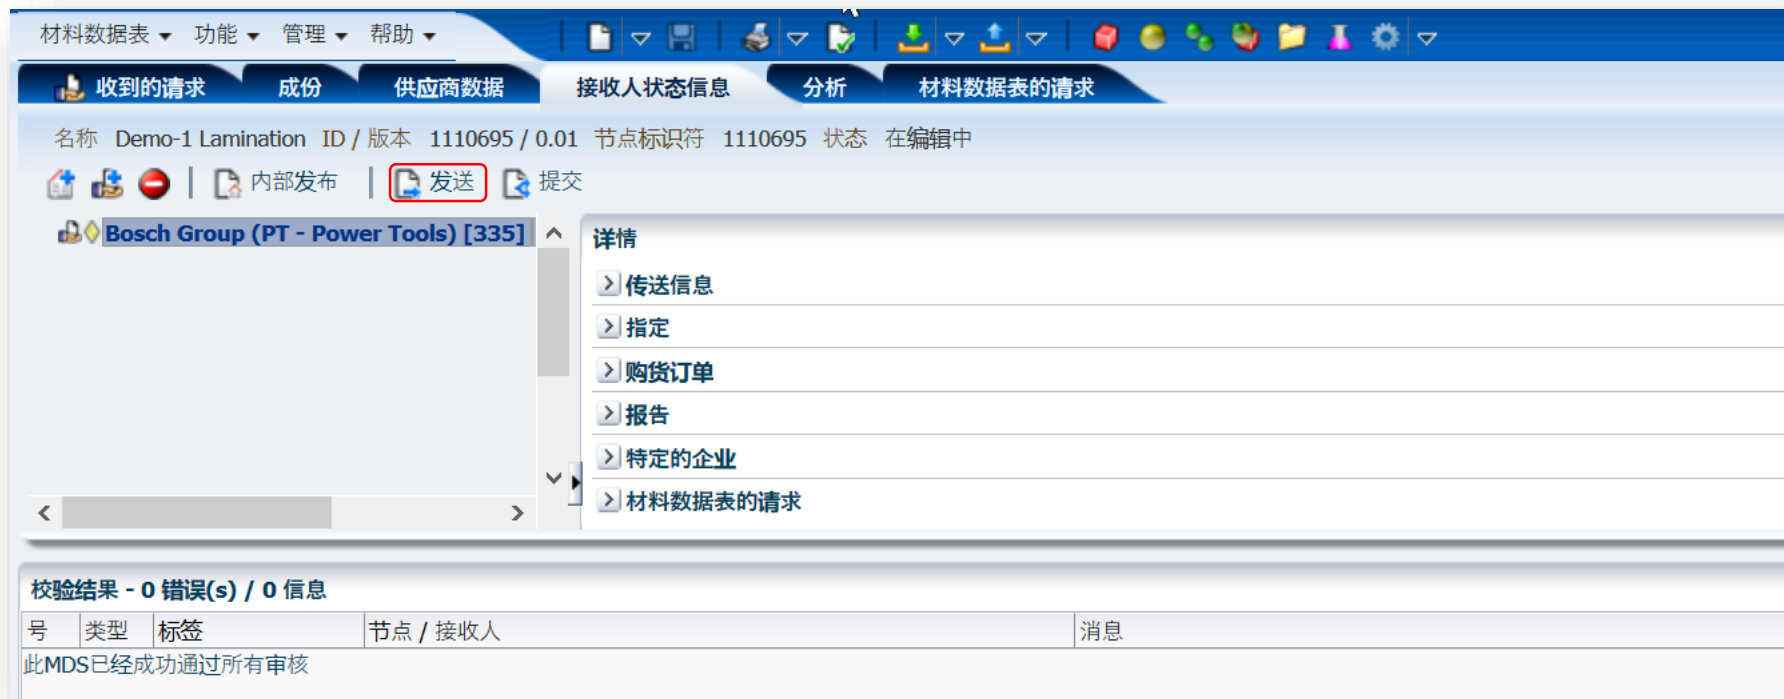 材料数据表 功能 管理 帮助
收到的请求 成份 供应商数据 接收人状态信息 分析 材料数据表的请求
名称 Demo-1 Lamination ID / 版本 1110695 / 0.01 节点标识符 1110695 状态 在编辑中
内部发布 发送 提交
Bosch Group (PT - Power Tools) [335]
详情
传送信息
指定
购货订单
报告
特定的企业
材料数据表的请求
校验结果 - 0 错误(s) / 0 信息
号 类型 标签 节点 / 接收人 消息
此MDS已经成功通过所有审核